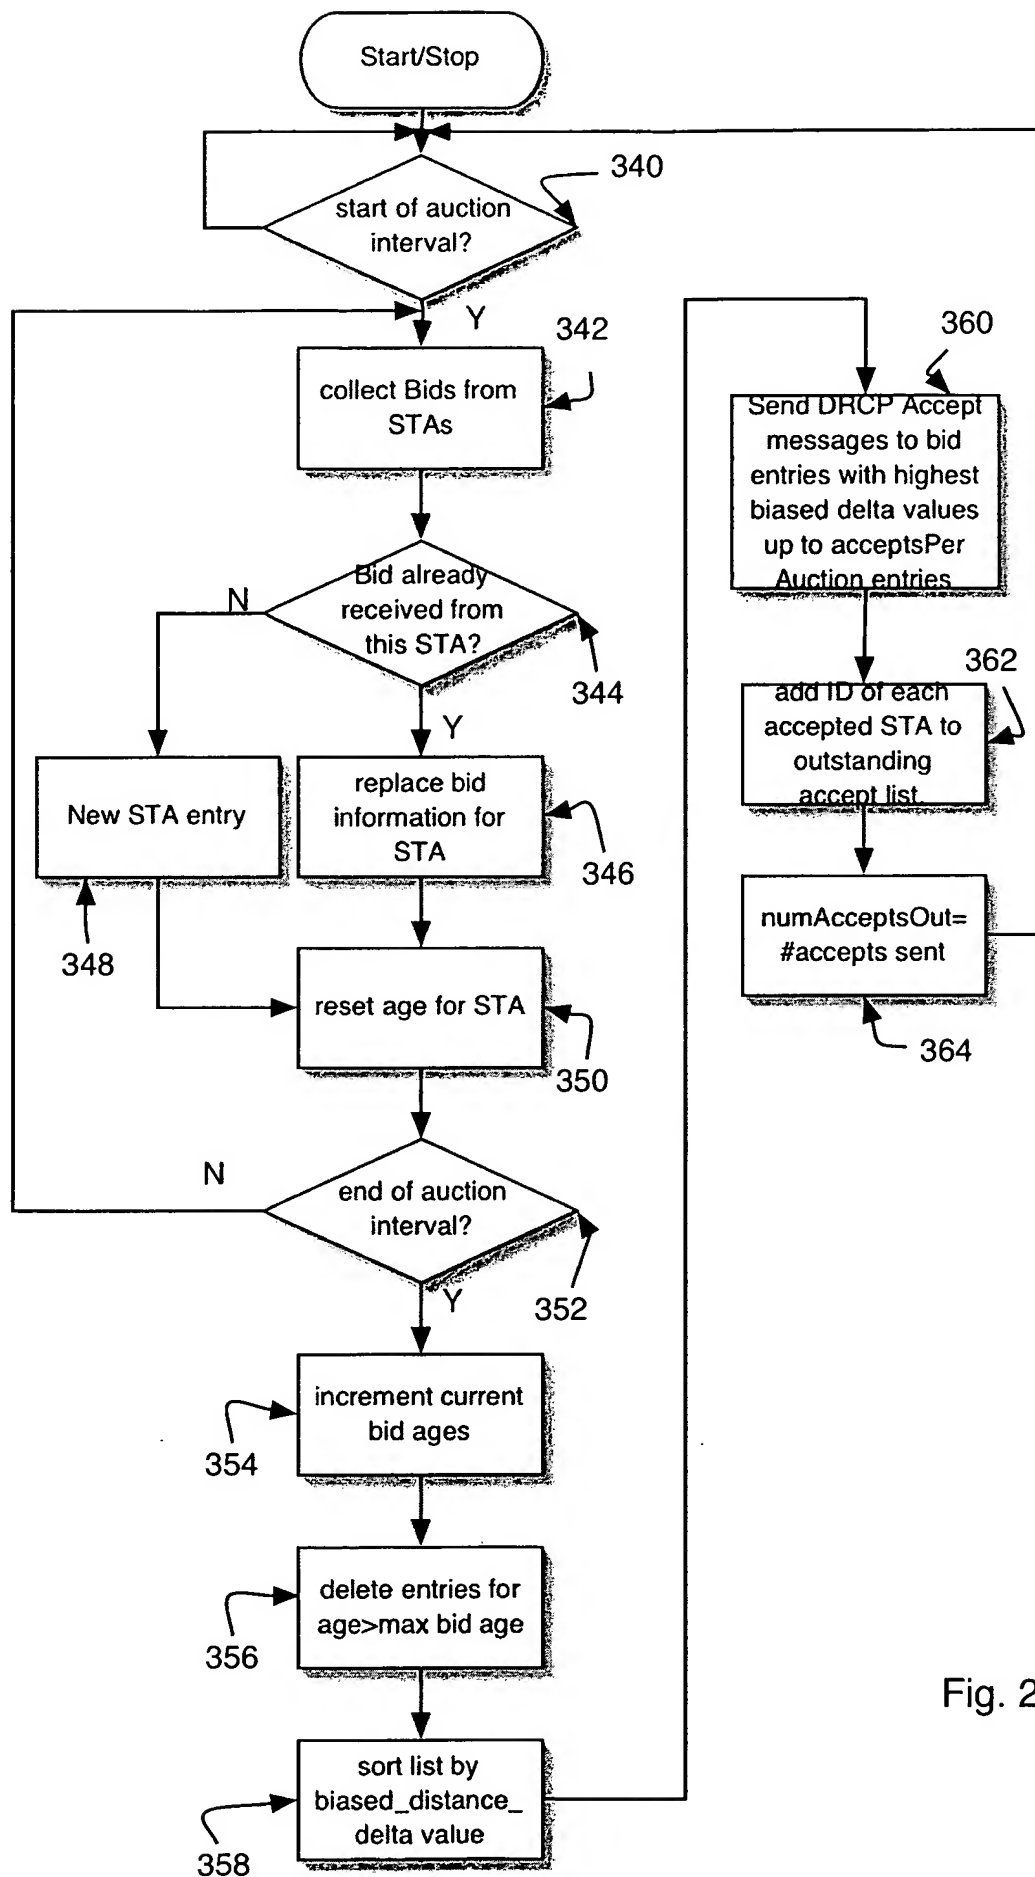 Start/Stop
340
start of auction
interval?
Y
342
collect Bids from
STAs
Bid already
received from
this STA?
N
344
Y
New STA entry
348
replace bid
information for
STA
346
reset age for STA
350
N
end of auction
interval?
352
Y
increment current
bid ages
354
delete entries for
age>max bid age
356
sort list by
biased_distance_
delta value
358
360
Send DRCP Accept
messages to bid
entries with highest
biased delta values
up to acceptsPer
Auction entries
362
add ID of each
accepted STA to
outstanding
accept list.
numAcceptsOut=
#accepts sent
364
Fig. 2